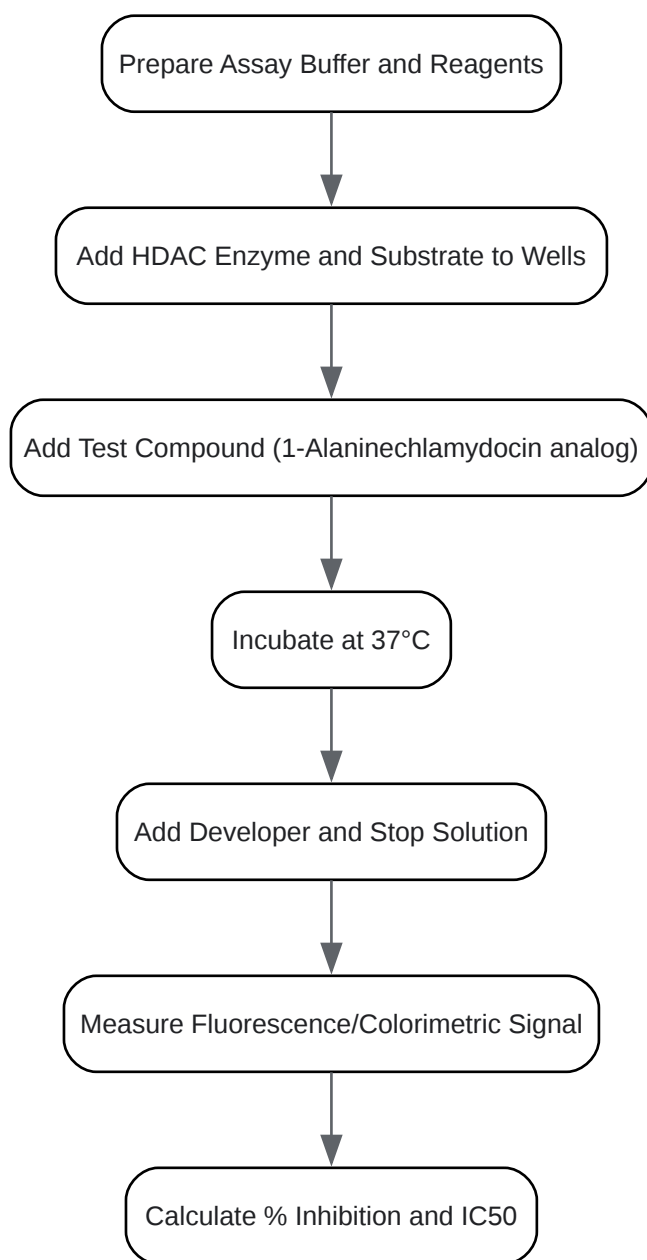 Prepare Assay Buffer and Reagents
Add HDAC Enzyme and Substrate to Wells
Add Test Compound (1-Alaninechlamydocin analog)
Incubate at 37°C
Add Developer and Stop Solution
Measure Fluorescence/Colorimetric Signal
Calculate % Inhibition and IC50